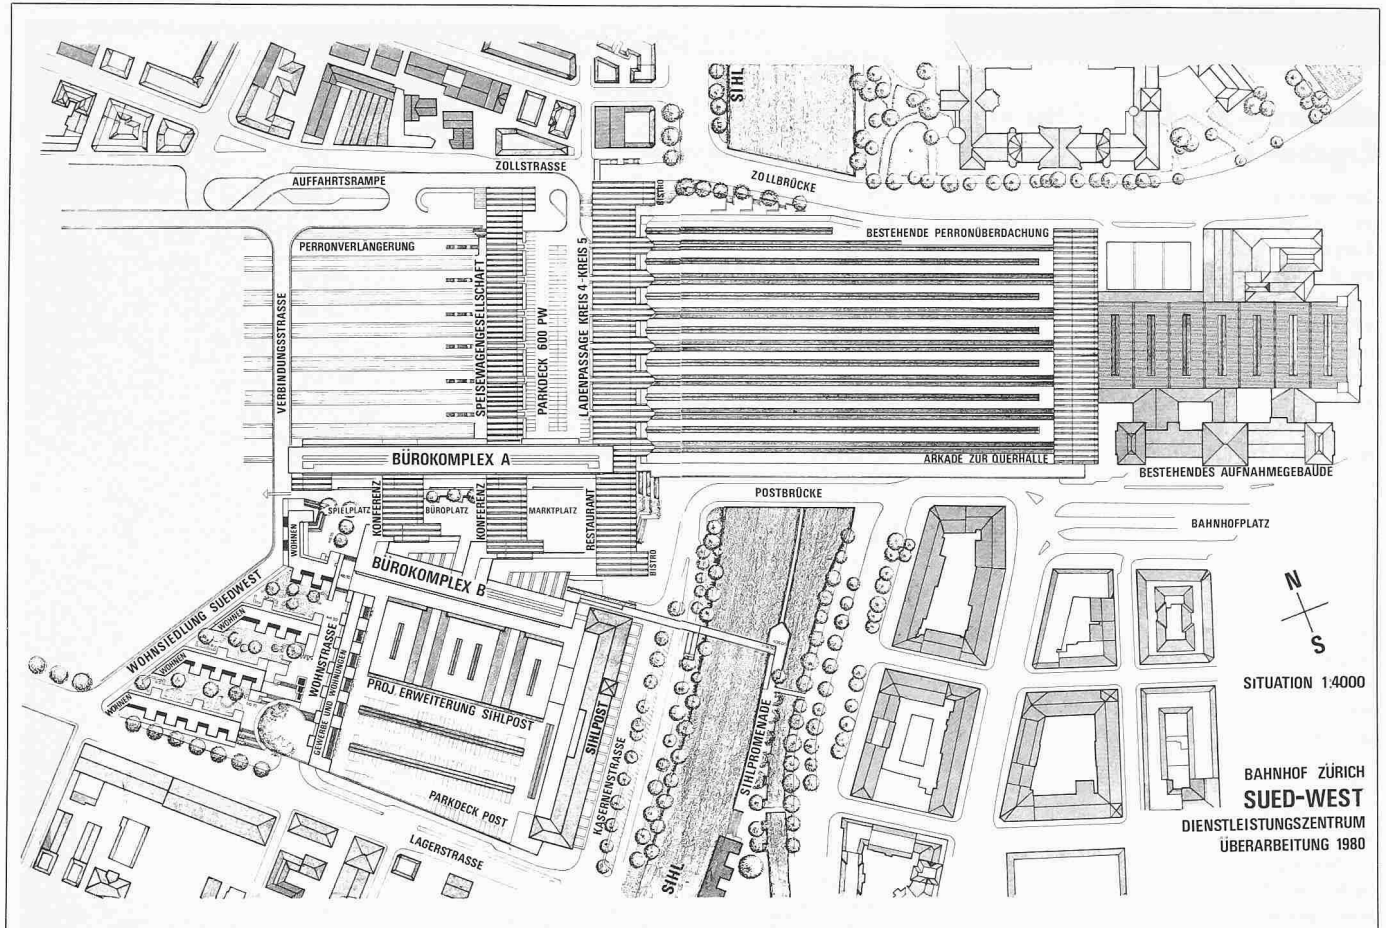 SIHL
ZOLLSTRASSE
ZOLLBRÜCKE
AUFFAHRTSRAMPE
BISTRO
PERRONVERLÄNGERUNG
BESTEHENDE PERRONÜBERDACHUNG
VERBINDUNGSSTRASSE
SPEISEWAGENGESELLSCHAFT
PARKDECK 600 PW
LADENPASSAGE KREIS 4 - KREIS 5
BÜROKOMPLEX A
ARKADE ZUR QUERHALLE
BESTEHENDES AUFNAHMEGEBÄUDE
POSTBRÜCKE
BAHNHOFPLATZ
SPIELPLATZ
KONFERENZ
BÜROPLATZ
KONFERENZ
MARKTPLATZ
RESTAURANT
BISTRO
WOHNEN
BÜROKOMPLEX B
WOHNSIEDLUNG SUEDWEST
WOHNEN
WOHNEN
WOHNEN
WOHNSTRASSE
GEWERBE UND WOHNUNGEN
PROJ. ERWEITERUNG SIHLPOST
SIHLPOST
KASERNENSTRASSE
SIHLPROMENADE
PARKDECK POST
LAGERSTRASSE
SIHL
N
S
SITUATION 1:4000
BAHNHOF ZÜRICH
SUED-WEST
DIENSTLEISTUNGSZENTRUM
ÜBERARBEITUNG 1980